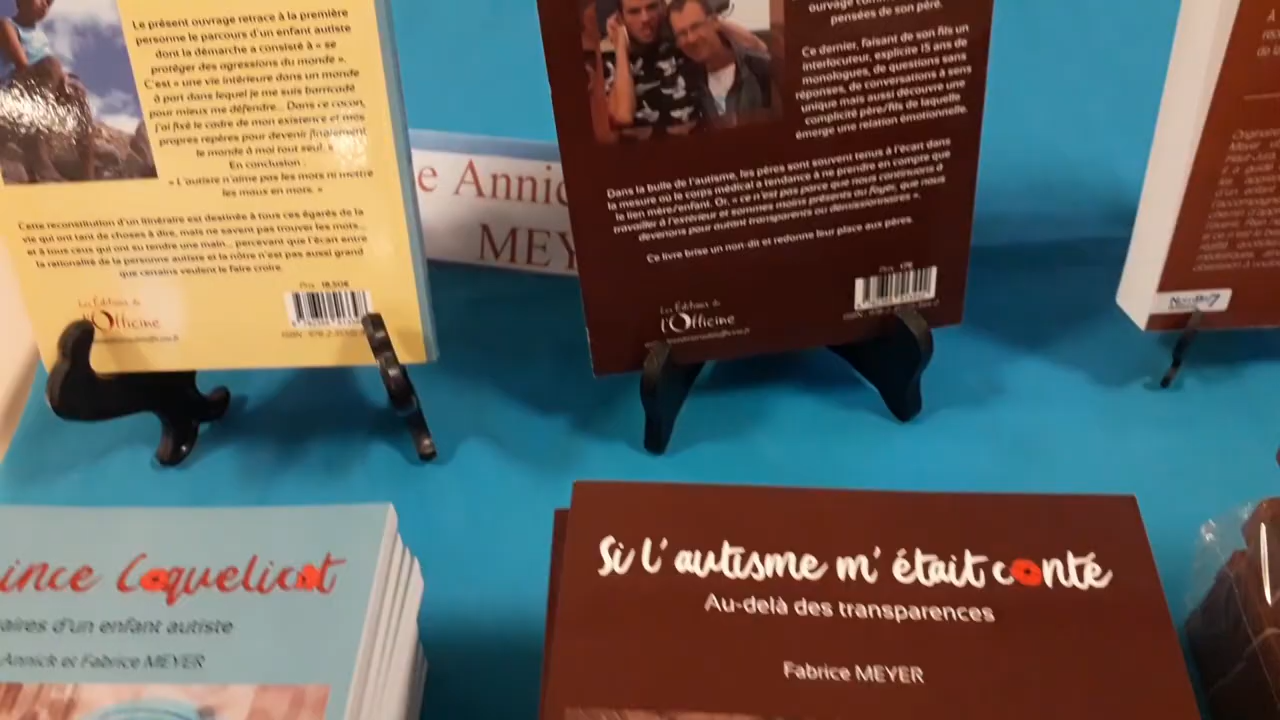 Le présent ouvrage retrace à la première
personne le parcours d'un enfant autiste
dont la démarche a consisté à « se
protéger des agressions du monde ».
C'est « une vie intérieure dans un monde
à part dans lequel je me suis barricadé
pour mieux me défendre... Dans ce cocon,
j'ai fixé le cadre de mon existence et mes
propres repères pour devenir finalement
le monde à moi tout seul. »
En conclusion :
« L'autiste n'aime pas les mots ni mettre
les maux en mots. »
Cette reconstitution d'un itinéraire est destinée à tous ces égarés de la
vie qui ont tant de choses à dire, mais ne savent pas trouver les mots...
et à tous ceux qui ont su tendre une main... percevant que l'écart entre
la rationalité de la personne autiste et la nôtre n'est pas aussi grand
que certains veulent le faire croire.
Prix : 18,50€
Les Éditions de
l'Officine
e Annic
MEY
ouvrage
pensées de son père.
Ce dernier, faisant de son fils un
interlocuteur, explicite 15 ans de
monologues, de questions sans
réponses, de conversations à sens
unique mais aussi découvre une
complicité père/fils de laquelle
émerge une relation émotionnelle.
Dans la bulle de l'autisme, les pères sont souvent tenus à l'écart dans
la mesure où le corps médical a tendance à ne prendre en compte que
le lien mère/enfant. Or, « ce n'est pas parce que nous continuons à
travailler à l'extérieur et sommes moins présents au foyer, que nous
devenons pour autant transparents ou démissionnaires ».
Ce livre brise un non-dit et redonne leur place aux pères.
Les Éditions de
l'Officine
ince Coquelicot
aires d'un enfant autiste
Annick et Fabrice MEYER
Si l'autisme m'était conté
Au-delà des transparences
Fabrice MEYER